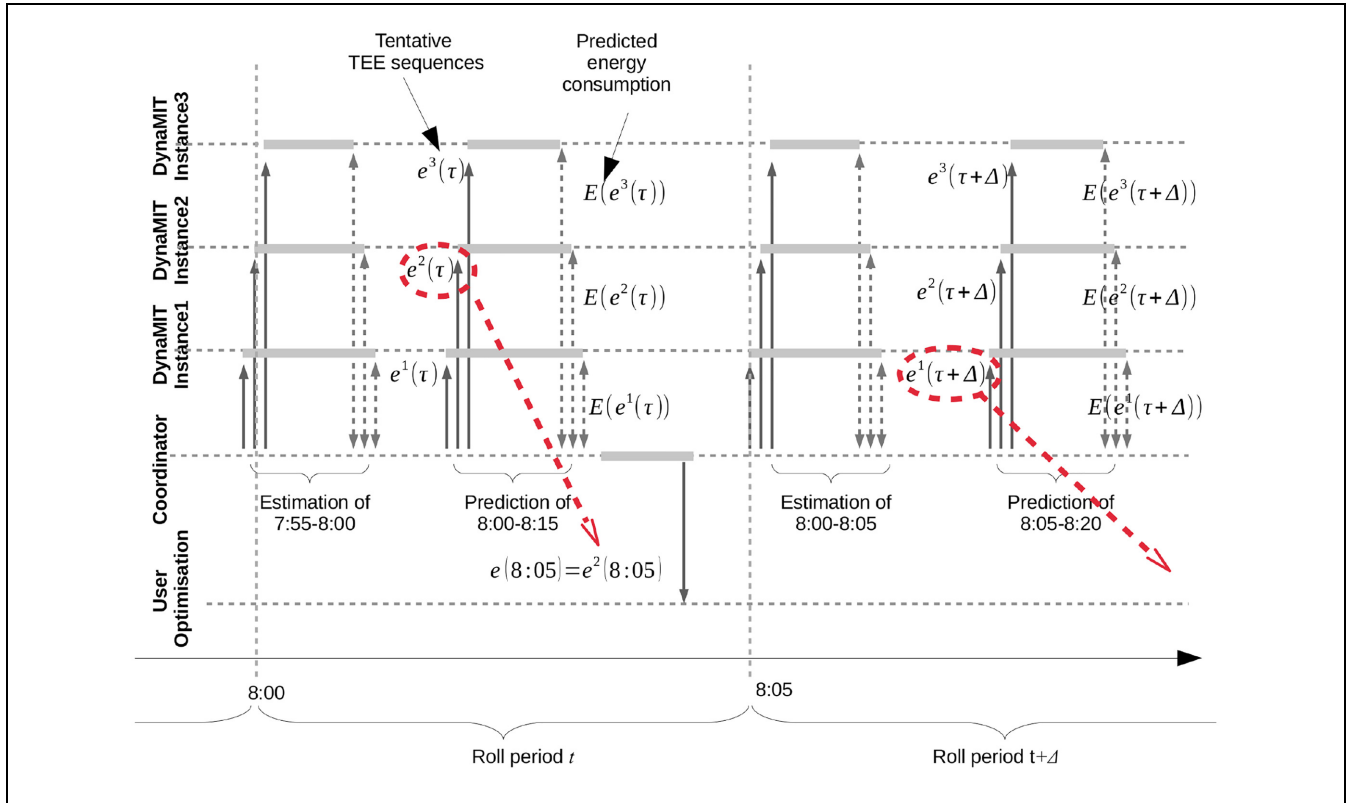 Tentative
TEE sequences
Predicted
energy
consumption
DynaMIT
Instance3
e³(τ)
E(e³(τ))
e³(τ+Δ)
E(e³(τ+Δ))
DynaMIT
Instance2
e²(τ)
E(e²(τ))
e²(τ+Δ)
E(e²(τ+Δ))
DynaMIT
Instance1
e¹(τ)
E(e¹(τ))
e¹(τ+Δ)
E(e¹(τ+Δ))
Coordinator
Estimation of
7:55-8:00
Prediction of
8:00-8:15
Estimation of
8:00-8:05
Prediction of
8:05-8:20
User
Optimisation
e(8:05)=e²(8:05)
8:00
8:05
Roll period t
Roll period t+Δ